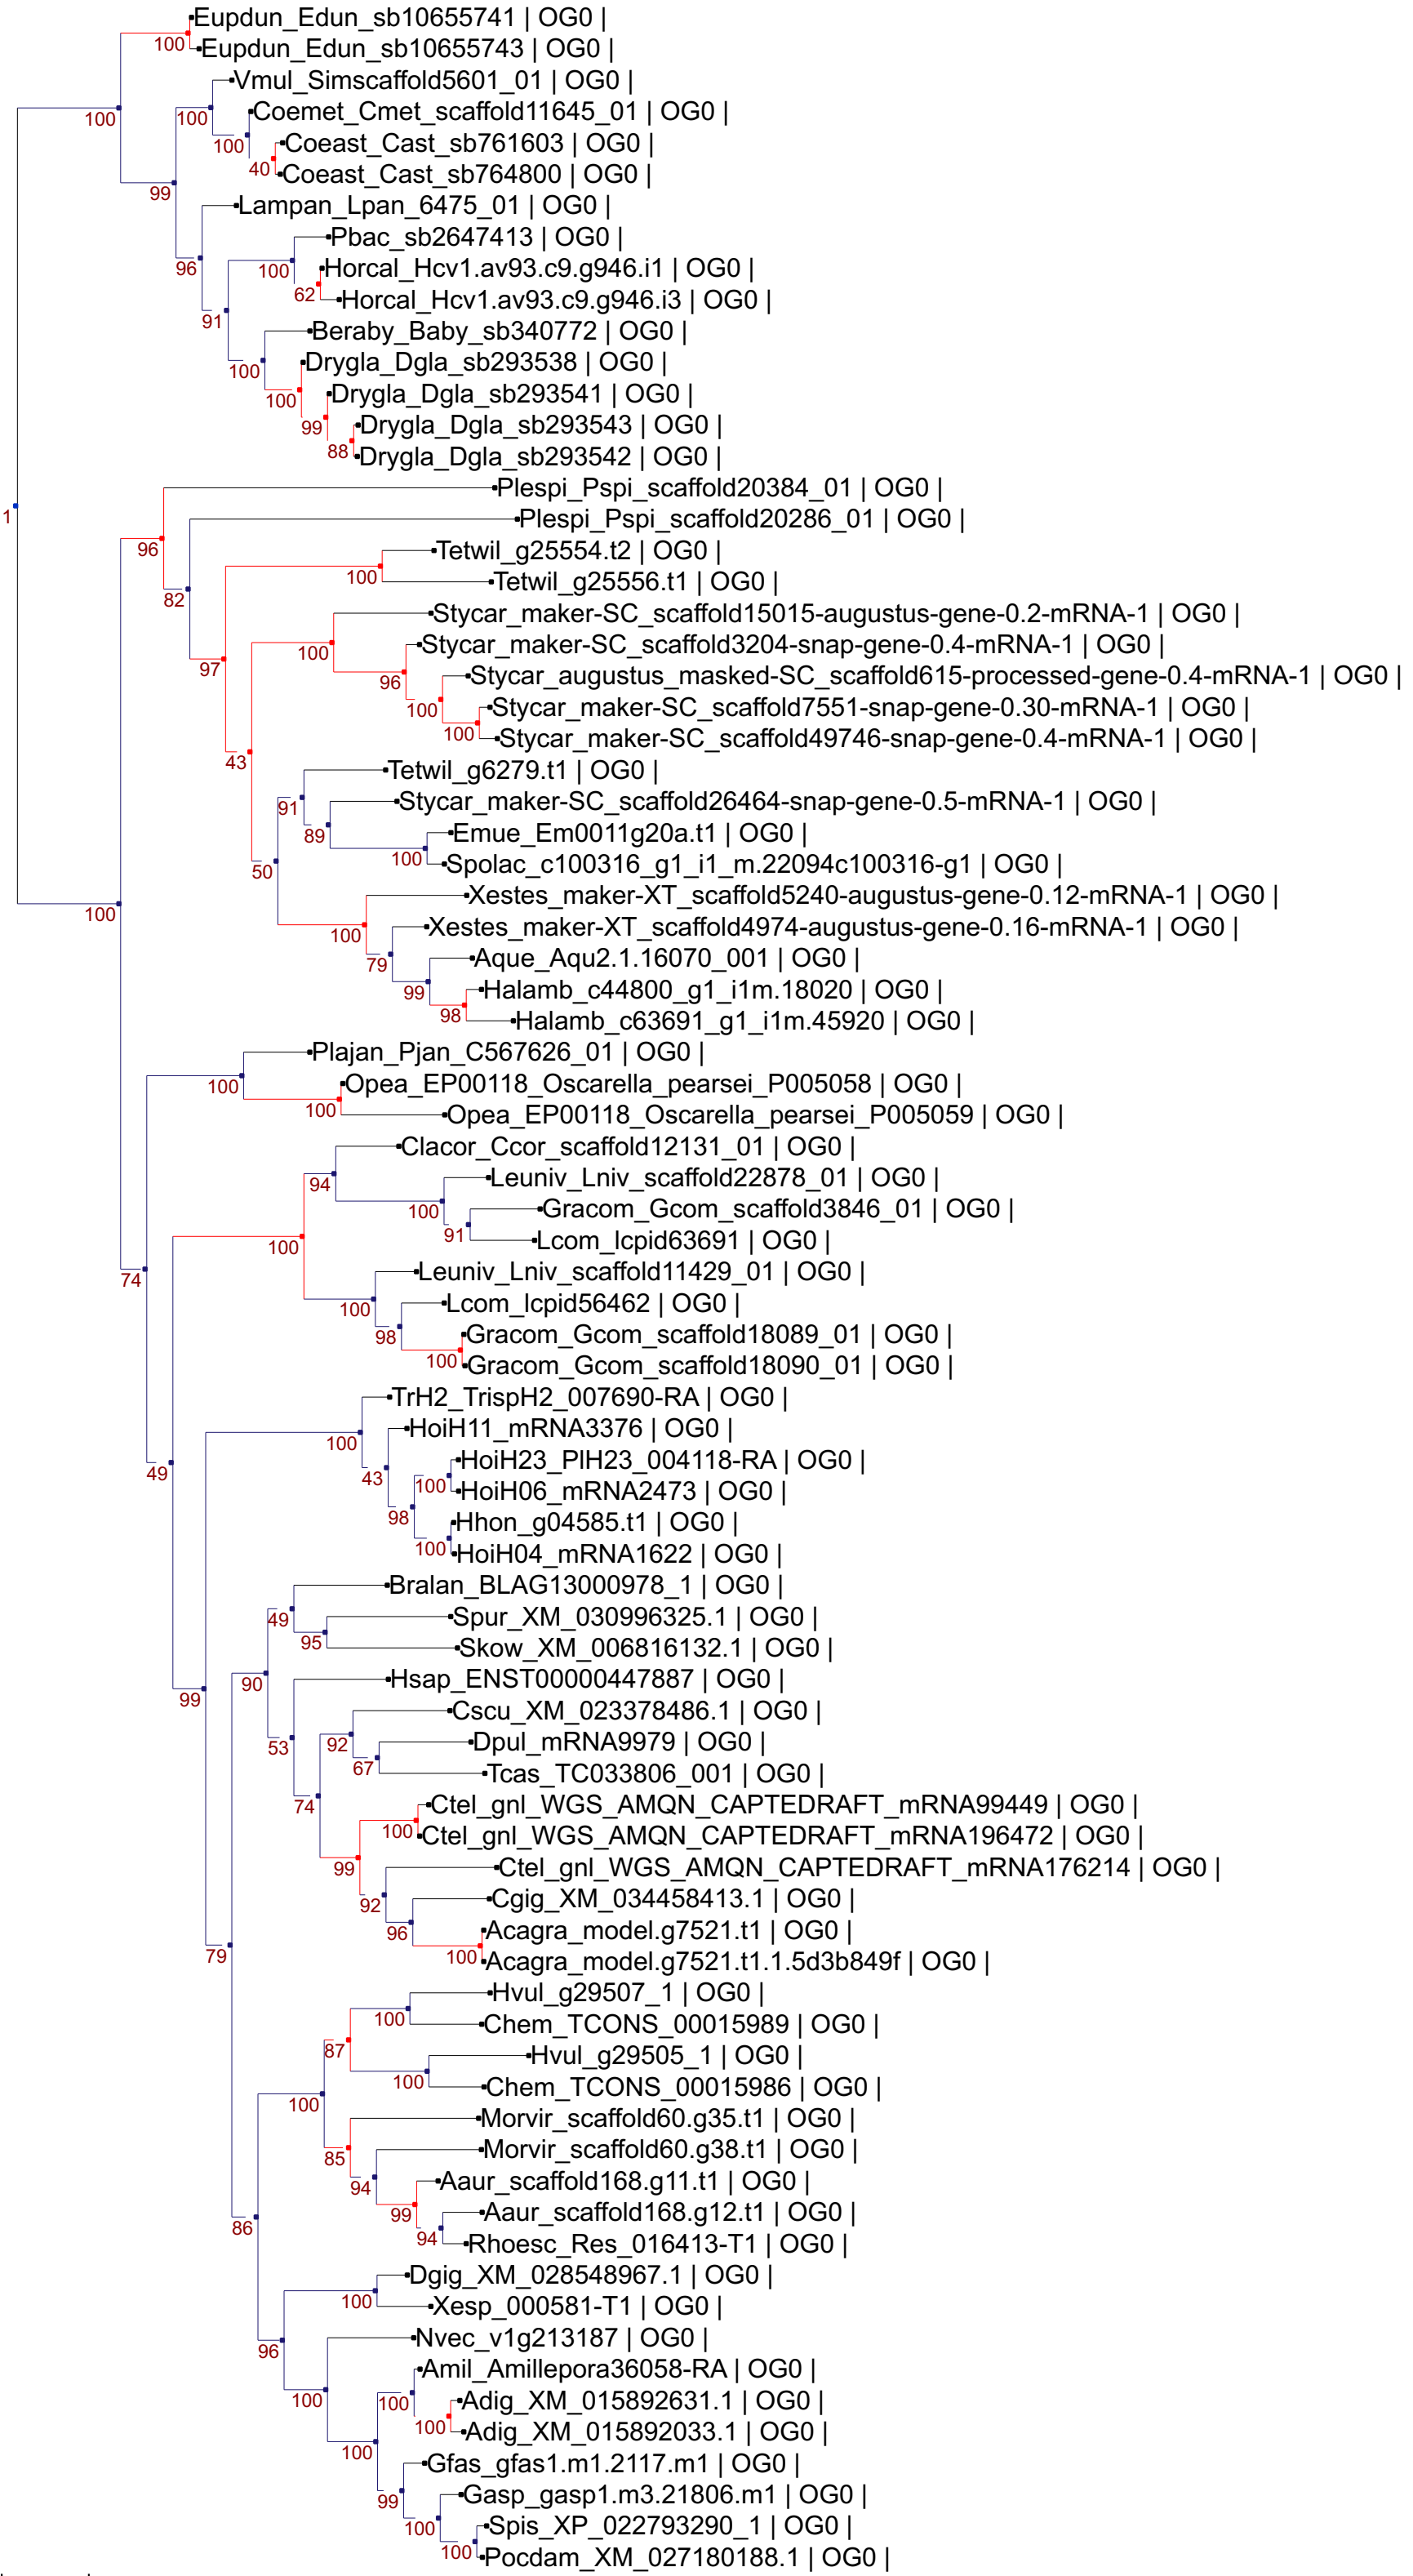 Eupdun_Edun_sb10655741 | OG0 |
100
Eupdun_Edun_sb10655743 | OG0 |
Vmul_Simscaffold5601_01 | OG0 |
100
100
Coemet_Cmet_scaffold11645_01 | OG0 |
100
Coeast_Cast_sb761603 | OG0 |
40
Coeast_Cast_sb764800 | OG0 |
99
Lampan_Lpan_6475_01 | OG0 |
Pbac_sb2647413 | OG0 |
96
100
Horcal_Hcv1.av93.c9.g946.i1 | OG0 |
62
Horcal_Hcv1.av93.c9.g946.i3 | OG0 |
91
Beraby_Baby_sb340772 | OG0 |
100
Drygla_Dgla_sb293538 | OG0 |
100
Drygla_Dgla_sb293541 | OG0 |
99
Drygla_Dgla_sb293543 | OG0 |
88
Drygla_Dgla_sb293542 | OG0 |
Plespi_Pspi_scaffold20384_01 | OG0 |
1
Plespi_Pspi_scaffold20286_01 | OG0 |
96
Tetwil_g25554.t2 | OG0 |
100
Tetwil_g25556.t1 | OG0 |
82
Stycar_maker-SC_scaffold15015-augustus-gene-0.2-mRNA-1 | OG0 |
100
Stycar_maker-SC_scaffold3204-snap-gene-0.4-mRNA-1 | OG0 |
97
96
Stycar_augustus_masked-SC_scaffold615-processed-gene-0.4-mRNA-1 | OG0 |
100
Stycar_maker-SC_scaffold7551-snap-gene-0.30-mRNA-1 | OG0 |
100
Stycar_maker-SC_scaffold49746-snap-gene-0.4-mRNA-1 | OG0 |
43
Tetwil_g6279.t1 | OG0 |
91
Stycar_maker-SC_scaffold26464-snap-gene-0.5-mRNA-1 | OG0 |
89
Emue_Em0011g20a.t1 | OG0 |
100
Spolac_c100316_g1_i1_m.22094c100316-g1 | OG0 |
50
Xestes_maker-XT_scaffold5240-augustus-gene-0.12-mRNA-1 | OG0 |
100
100
Xestes_maker-XT_scaffold4974-augustus-gene-0.16-mRNA-1 | OG0 |
79
Aque_Aqu2.1.16070_001 | OG0 |
99
Halamb_c44800_g1_i1m.18020 | OG0 |
98
Halamb_c63691_g1_i1m.45920 | OG0 |
Plajan_Pjan_C567626_01 | OG0 |
100
Opea_EP00118_Oscarella_pearsei_P005058 | OG0 |
100
Opea_EP00118_Oscarella_pearsei_P005059 | OG0 |
Clacor_Ccor_scaffold12131_01 | OG0 |
94
Leuniv_Lniv_scaffold22878_01 | OG0 |
100
Gracom_Gcom_scaffold3846_01 | OG0 |
91
Lcom_lcpid63691 | OG0 |
100
74
Leuniv_Lniv_scaffold11429_01 | OG0 |
100
Lcom_lcpid56462 | OG0 |
98
Gracom_Gcom_scaffold18089_01 | OG0 |
100
Gracom_Gcom_scaffold18090_01 | OG0 |
TrH2_TrispH2_007690-RA | OG0 |
100
HoiH11_mRNA3376 | OG0 |
49
43
HoiH23_PlH23_004118-RA | OG0 |
100
HoiH06_mRNA2473 | OG0 |
98
Hhon_g04585.t1 | OG0 |
100
HoiH04_mRNA1622 | OG0 |
Bralan_BLAG13000978_1 | OG0 |
49
Spur_XM_030996325.1 | OG0 |
95
Skow_XM_006816132.1 | OG0 |
90
Hsap_ENST00000447887 | OG0 |
99
Cscu_XM_023378486.1 | OG0 |
53
92
Dpul_mRNA9979 | OG0 |
67
Tcas_TC033806_001 | OG0 |
74
Ctel_gnl_WGS_AMQN_CAPTEDRAFT_mRNA99449 | OG0 |
100
Ctel_gnl_WGS_AMQN_CAPTEDRAFT_mRNA196472 | OG0 |
99
Ctel_gnl_WGS_AMQN_CAPTEDRAFT_mRNA176214 | OG0 |
92
Cgig_XM_034458413.1 | OG0 |
96
Acagra_model.g7521.t1 | OG0 |
79
100
Acagra_model.g7521.t1.1.5d3b849f | OG0 |
Hvul_g29507_1 | OG0 |
100
Chem_TCONS_00015989 | OG0 |
87
Hvul_g29505_1 | OG0 |
100
Chem_TCONS_00015986 | OG0 |
100
Morvir_scaffold60.g35.t1 | OG0 |
85
Morvir_scaffold60.g38.t1 | OG0 |
94
Aaur_scaffold168.g11.t1 | OG0 |
99
Aaur_scaffold168.g12.t1 | OG0 |
86
94
Rhoesc_Res_016413-T1 | OG0 |
Dgig_XM_028548967.1 | OG0 |
100
Xesp_000581-T1 | OG0 |
Nvec_v1g213187 | OG0 |
96
Amil_Amillepora36058-RA | OG0 |
100
100
Adig_XM_015892631.1 | OG0 |
100
Adig_XM_015892033.1 | OG0 |
100
Gfas_gfas1.m1.2117.m1 | OG0 |
99
Gasp_gasp1.m3.21806.m1 | OG0 |
100
Spis_XP_022793290_1 | OG0 |
100
Pocdam_XM_027180188.1 | OG0 |